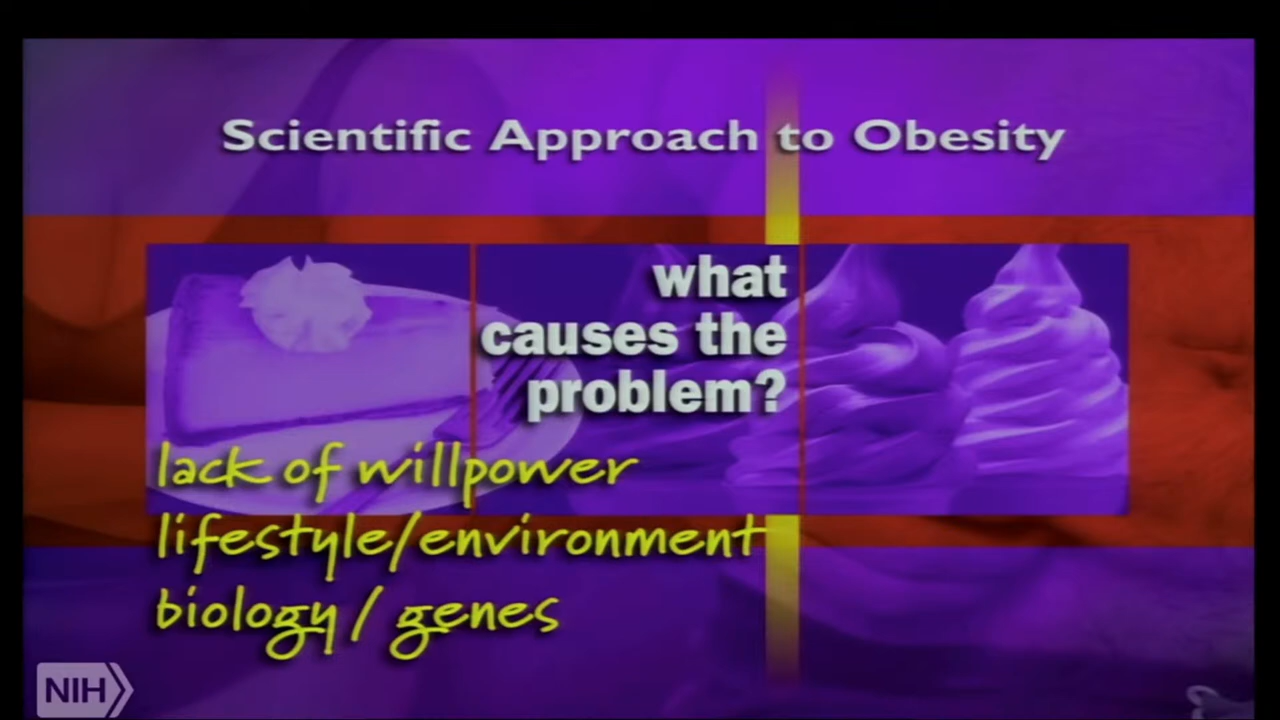 Scientific Approach to Obesity
what
causes the
problem?
lack of willpower
lifestyle/environment
biology/ genes
NIH